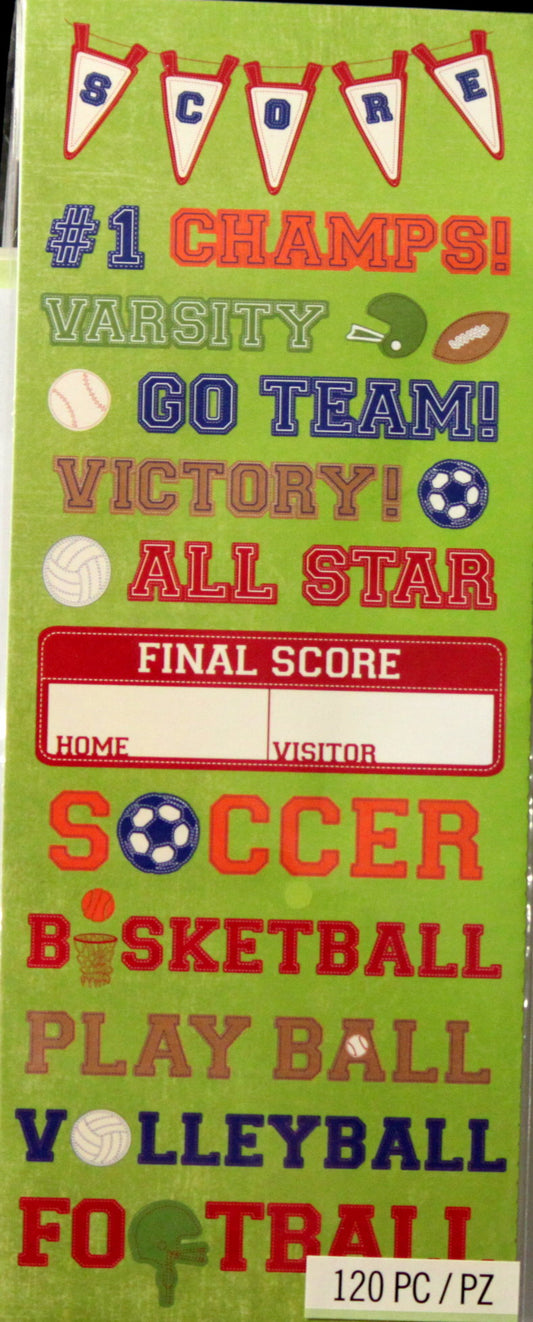 SCORE
#1 CHAMPS!
VARSITY
GO TEAM!
VICTORY!
ALL STAR
FINAL SCORE
HOME VISITOR
SOCCER
BASKETBALL
PLAY BALL
VOLLEYBALL
FOOTBALL
120 PC / PZ